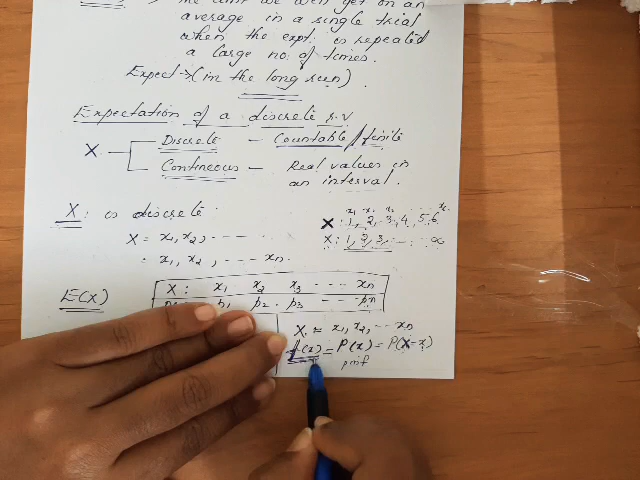 the amt we will get on an
average in a single trial
when the expt. is repeated
a large no. of times.
Expect → (in the long run).
Expectation of a discrete r.v
X Discrete - Countable/finite
Continuous - Real values in
an interval.
X: is discrete
X = x1, x2, ------
= x1, x2, --- xn.
x1 x2 x3 ... x6
X: 1, 2, 3, 4, 5, 6
X: 1, 2, 3, ... ∞
E(X)
X: x1 x2 x3 --- xn
p1 p2 p3 --- pn
X = x1, x2, -- xn
f(x) = P(x) = P(X=x)
pmf